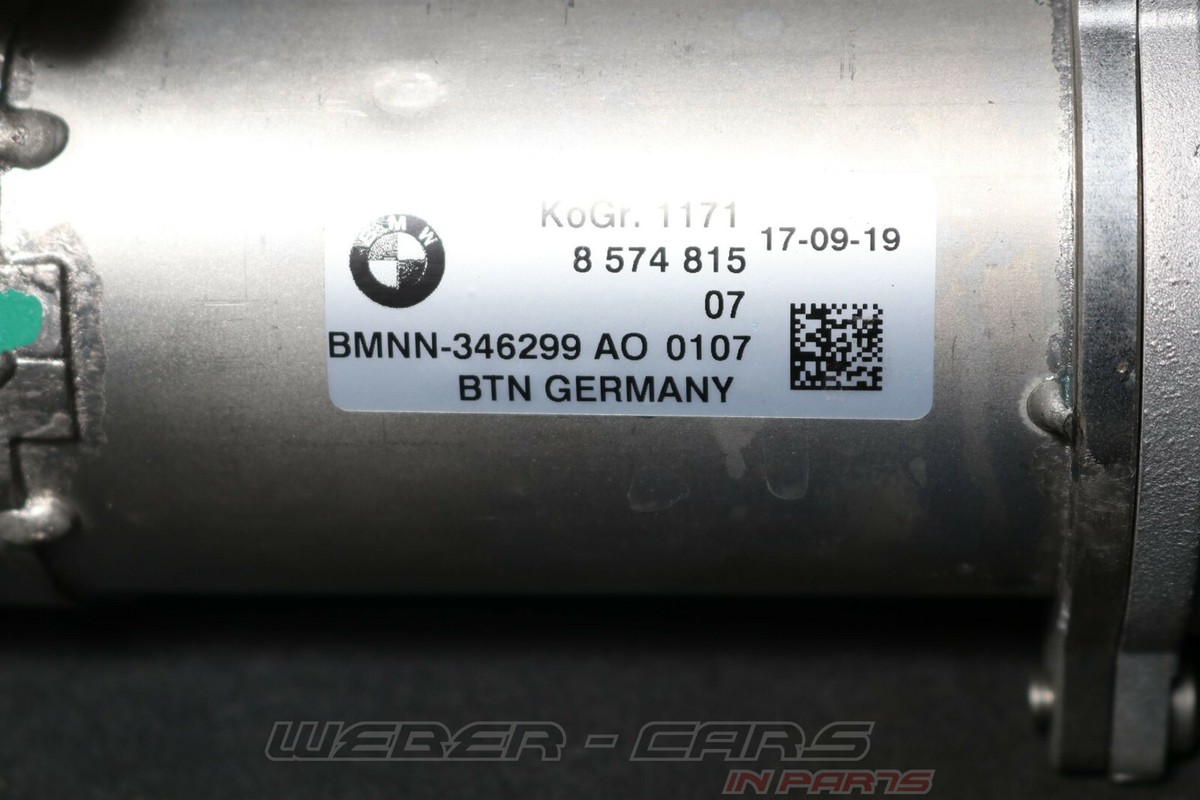 BMW
KoGr. 1171
17-09-19
8 574 815
07
BMNN-346299 AO 0107
BTN GERMANY
WEBER - CARS
IN PARTS